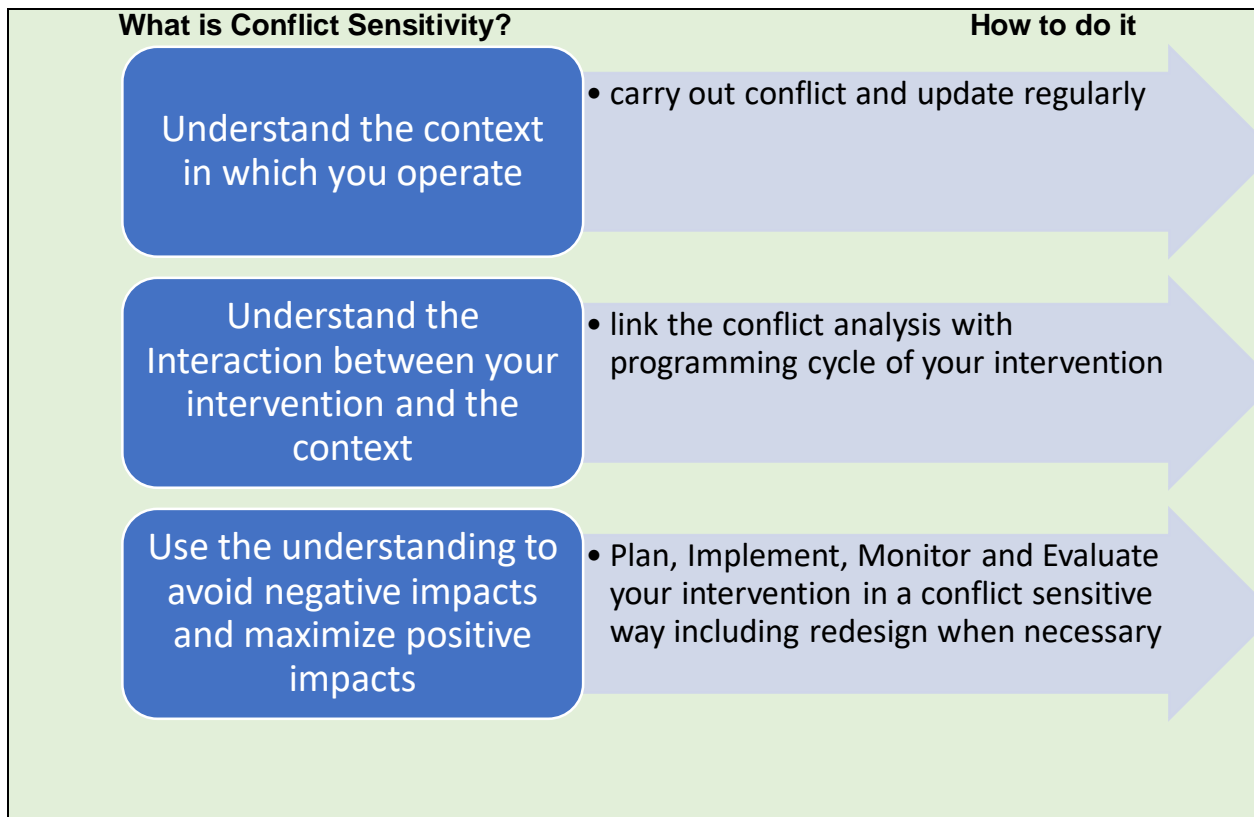 What is Conflict Sensitivity?
How to do it
Understand the context
in which you operate
• carry out conflict and update regularly
Understand the
Interaction between your
intervention and the
context
• link the conflict analysis with
programming cycle of your intervention
Use the understanding to
avoid negative impacts
and maximize positive
impacts
• Plan, Implement, Monitor and Evaluate
your intervention in a conflict sensitive
way including redesign when necessary